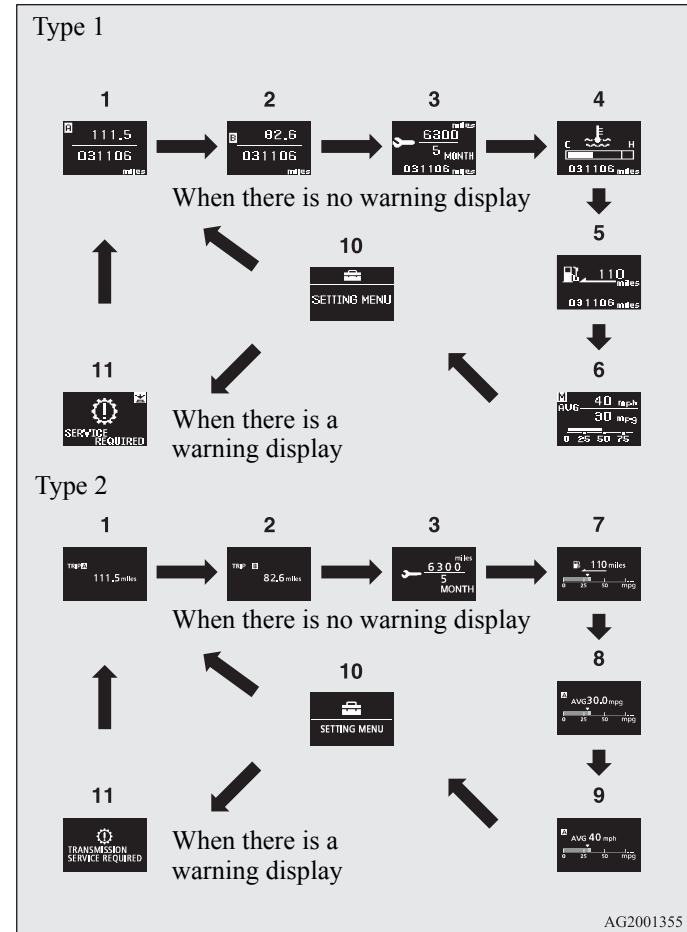 Type 1
1
2
3
4
A 111.5
031106
miles
B 82.6
031106
miles
miles
6300
5 MONTH
031106 miles
C H
031106 miles
When there is no warning display
5
110
miles
031106 miles
10
SETTING MENU
6
M
AVG 40 mph
30 mpg
0 25 50 75
11
SERVICE
REQUIRED
When there is a
warning display
Type 2
1
2
3
7
TRIP A
111.5 miles
TRIP B
82.6 miles
miles
6300
5
MONTH
110 miles
0 25 50 mpg
When there is no warning display
8
A AVG 30.0 mpg
0 25 50 mpg
10
SETTING MENU
9
A AVG 40 mph
0 25 50 mpg
11
TRANSMISSION
SERVICE REQUIRED
When there is a
warning display
AG2001355